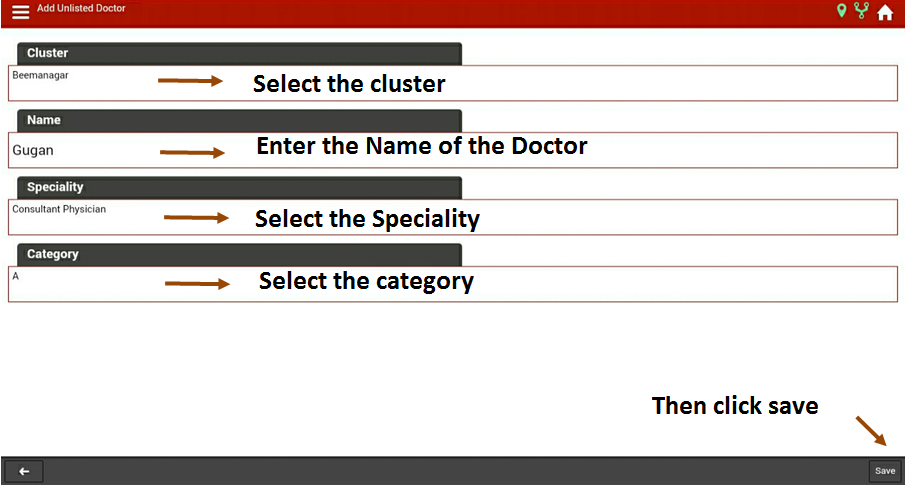 Add Unlisted Doctor
Cluster
Beemanagar
Select the cluster
Name
Gugan
Enter the Name of the Doctor
Speciality
Consultant Physician
Select the Speciality
Category
A
Select the category
Then click save
Save